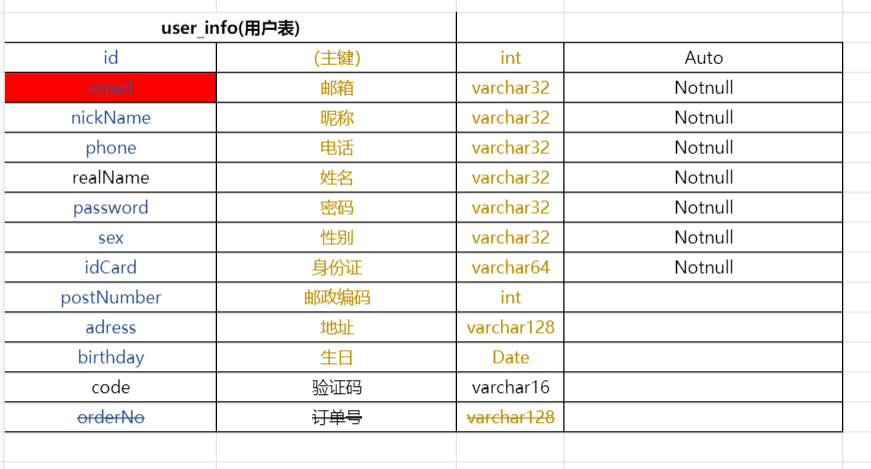 user_info(用户表)
id (主键) int Auto
email 邮箱 varchar32 Notnull
nickName 昵称 varchar32 Notnull
phone 电话 varchar32 Notnull
realName 姓名 varchar32 Notnull
password 密码 varchar32 Notnull
sex 性别 varchar32 Notnull
idCard 身份证 varchar64 Notnull
postNumber 邮政编码 int
adress 地址 varchar128
birthday 生日 Date
code 验证码 varchar16
orderNo 订单号 varchar128